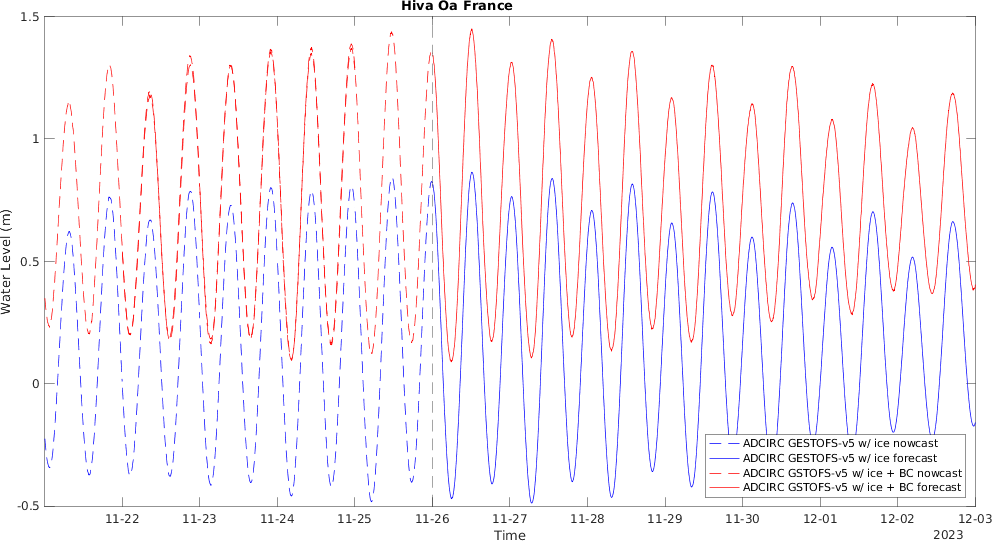 Hiva Oa France
Water Level (m)
1.5
1
0.5
0
-0.5
11-22
11-23
11-24
11-25
11-26
11-27
11-28
11-29
11-30
12-01
12-02
12-03
Time
2023
ADCIRC GESTOFS-v5 w/ ice nowcast
ADCIRC GESTOFS-v5 w/ ice forecast
ADCIRC GSTOFS-v5 w/ ice + BC nowcast
ADCIRC GSTOFS-v5 w/ ice + BC forecast